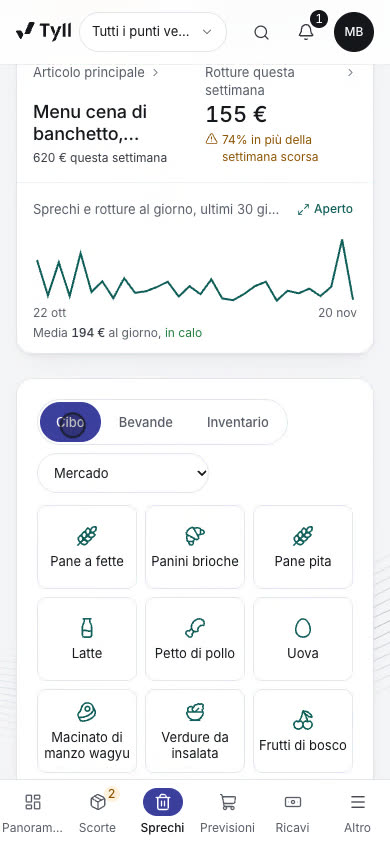 Tyll
Tutti i punti ve...
1
MB
Articolo principale
Rotture questa
settimana
Menu cena di
banchetto,...
155 €
74% in più della
settimana scorsa
620 € questa settimana
Sprechi e rotture al giorno, ultimi 30 gi...
Aperto
22 ott
20 nov
Media 194 € al giorno, in calo
Cibo
Bevande
Inventario
Mercado
Pane a fette
Panini brioche
Pane pita
Latte
Petto di pollo
Uova
Macinato di
manzo wagyu
Verdure da
insalata
Frutti di bosco
2
Panoram...
Scorte
Sprechi
Previsioni
Ricavi
Altro